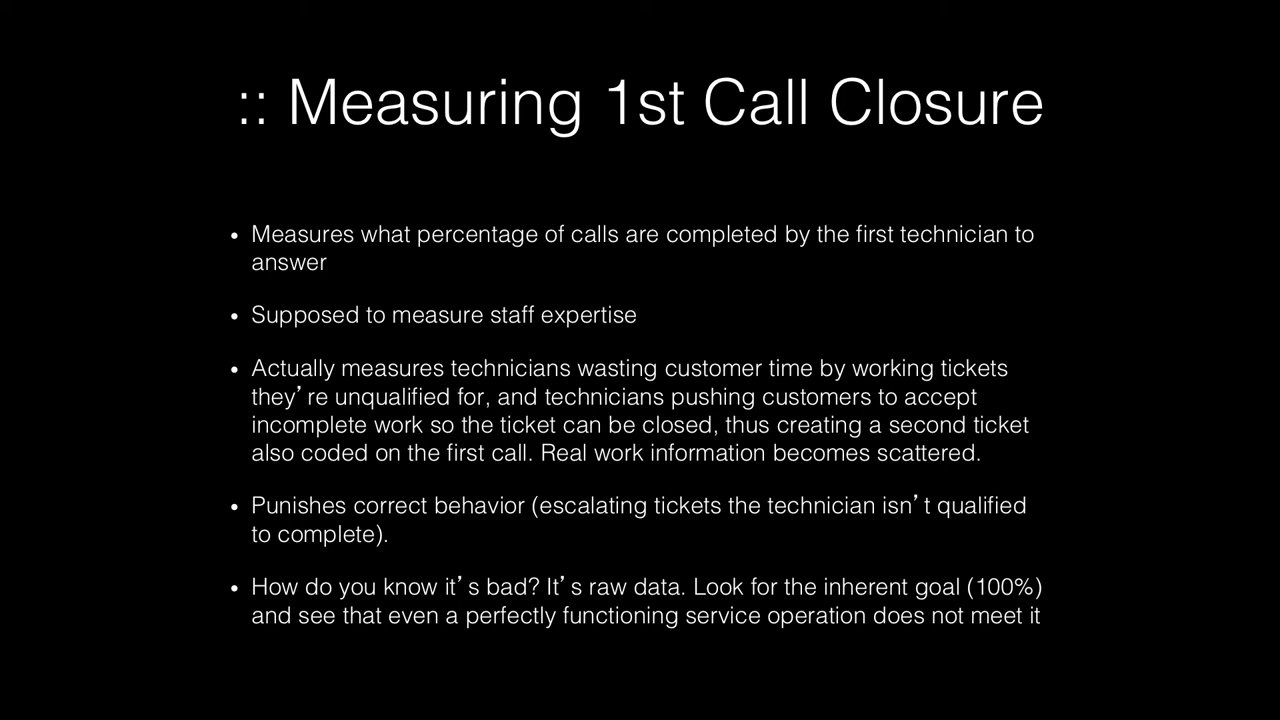 :: Measuring 1st Call Closure
• Measures what percentage of calls are completed by the first technician to
answer
• Supposed to measure staff expertise
• Actually measures technicians wasting customer time by working tickets
they’re unqualified for, and technicians pushing customers to accept
incomplete work so the ticket can be closed, thus creating a second ticket
also coded on the first call. Real work information becomes scattered.
• Punishes correct behavior (escalating tickets the technician isn’t qualified
to complete).
• How do you know it’s bad? It’s raw data. Look for the inherent goal (100%)
and see that even a perfectly functioning service operation does not meet it